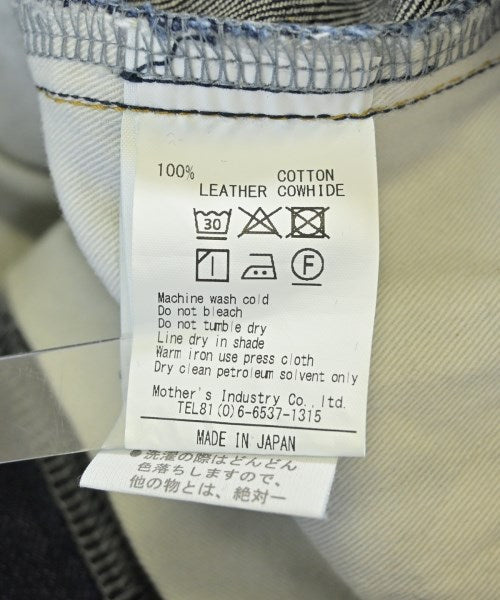 100% COTTON
LEATHER COWHIDE
30
F
Machine wash cold
Do not bleach
Do not tumble dry
Line dry in shade
Warm iron use press cloth
Dry clean petroleum solvent only
Mother's Industry Co., ltd.
TEL81(0)6-6537-1315
MADE IN JAPAN
●洗濯の際はどんどん
色落ちしますので、
他の物とは、絶対一